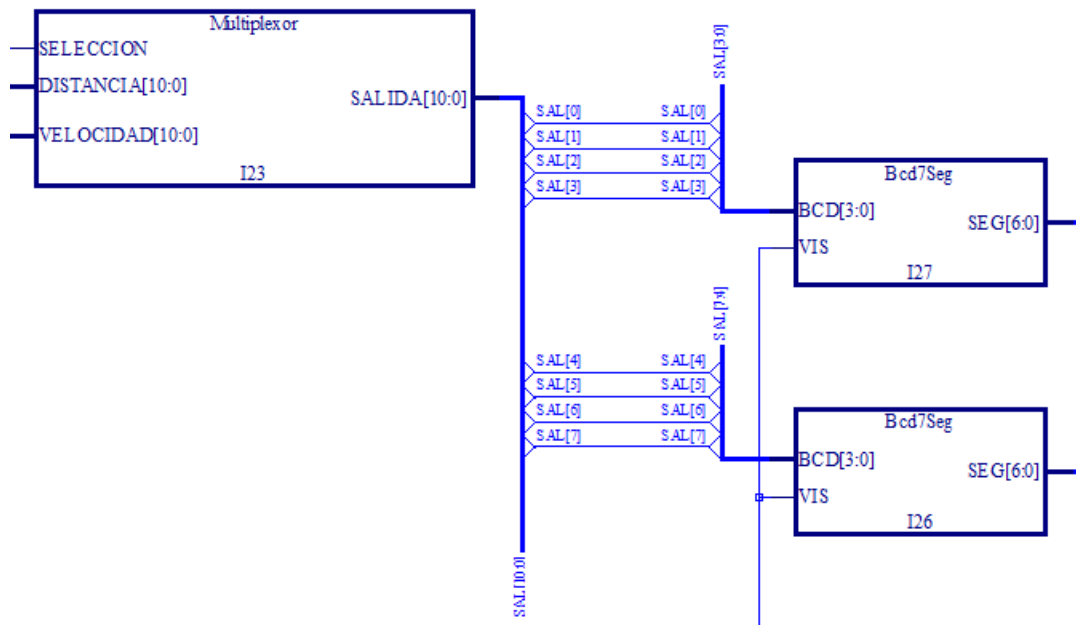 Multiplexor
SELECCION
DISTANCIA[10:0]
SALIDA[10:0]
VELOCIDAD[10:0]
I23
SAL[0]
SAL[1]
SAL[2]
SAL[3]
SAL[0]
SAL[1]
SAL[2]
SAL[3]
SAL[3:0]
Bcd7Seg
BCD[3:0]
SEG[6:0]
VIS
I27
SAL[4]
SAL[5]
SAL[6]
SAL[7]
SAL[4]
SAL[5]
SAL[6]
SAL[7]
SAL[7:4]
SAL[10:0]
Bcd7Seg
BCD[3:0]
SEG[6:0]
VIS
I26